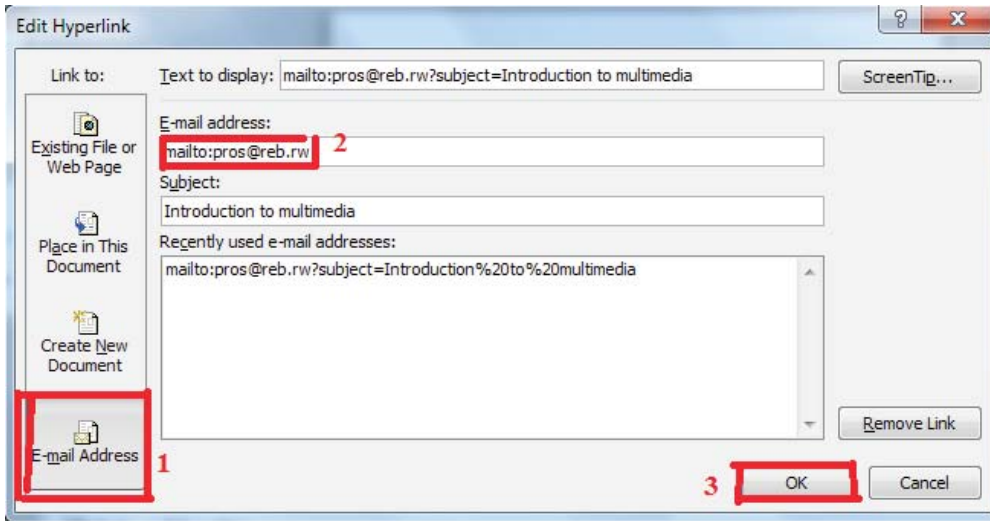 Edit Hyperlink
?
X
Link to:
Text to display:
mailto:pros@reb.rw?subject=Introduction to multimedia
ScreenTip...
Existing File or
Web Page
Place in This
Document
Create New
Document
E-mail Address
1
E-mail address:
mailto:pros@reb.rw
2
Subject:
Introduction to multimedia
Recently used e-mail addresses:
mailto:pros@reb.rw?subject=Introduction%20to%20multimedia
Remove Link
3
OK
Cancel